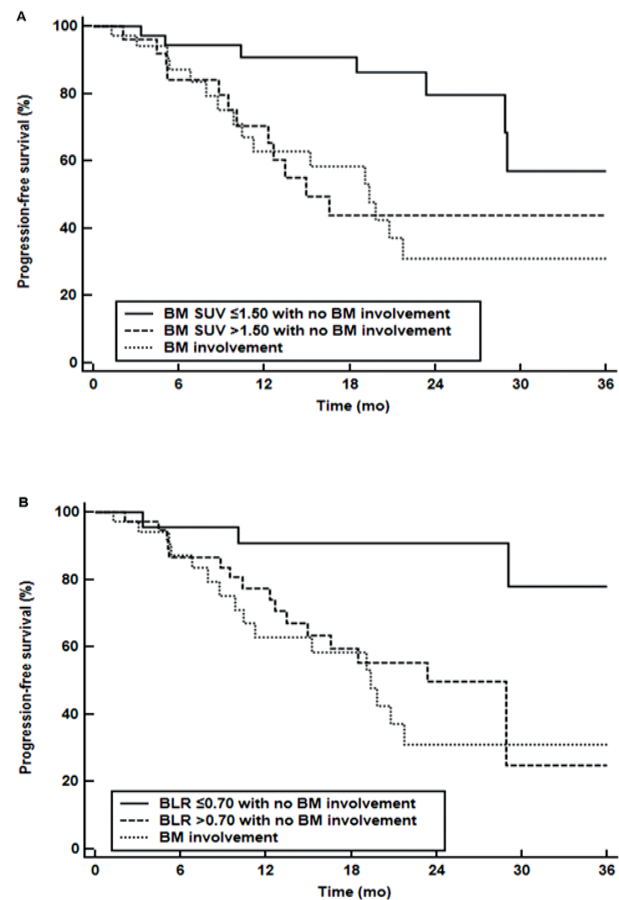 A
100
80
60
40
20
0
Progression-free survival (%)
BM SUV ≤1.50 with no BM involvement
BM SUV >1.50 with no BM involvement
BM involvement
0 6 12 18 24 30 36
Time (mo)
B
100
80
60
40
20
0
Progression-free survival (%)
BLR ≤0.70 with no BM involvement
BLR >0.70 with no BM involvement
BM involvement
0 6 12 18 24 30 36
Time (mo)